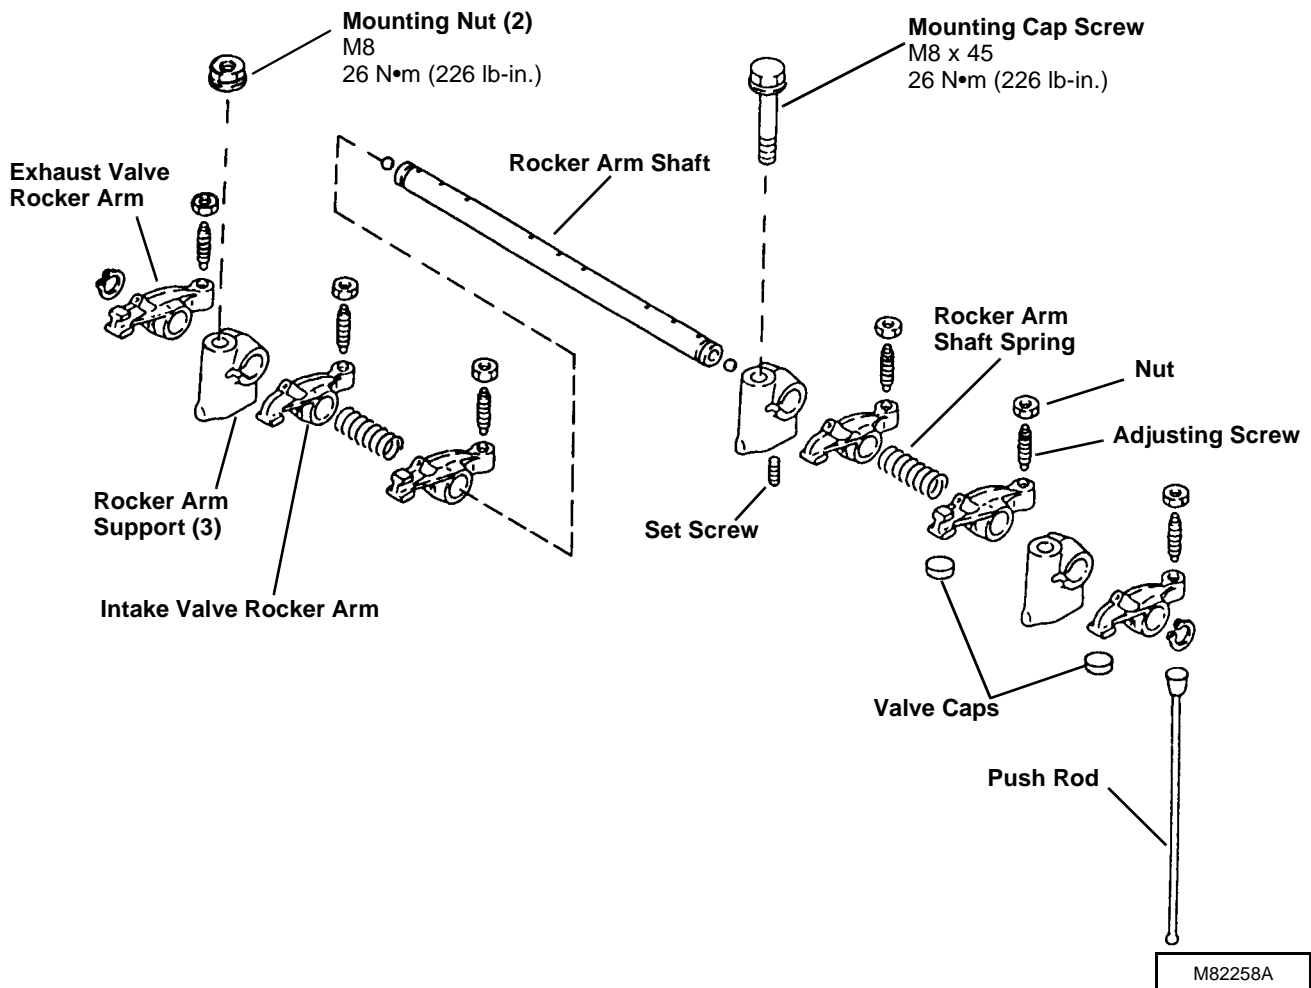 Mounting Nut (2)
M8
26 N•m (226 lb-in.)
Mounting Cap Screw
M8 x 45
26 N•m (226 lb-in.)
Exhaust Valve
Rocker Arm
Rocker Arm Shaft
Rocker Arm
Shaft Spring
Nut
Adjusting Screw
Rocker Arm
Support (3)
Set Screw
Intake Valve Rocker Arm
Valve Caps
Push Rod
M82258A